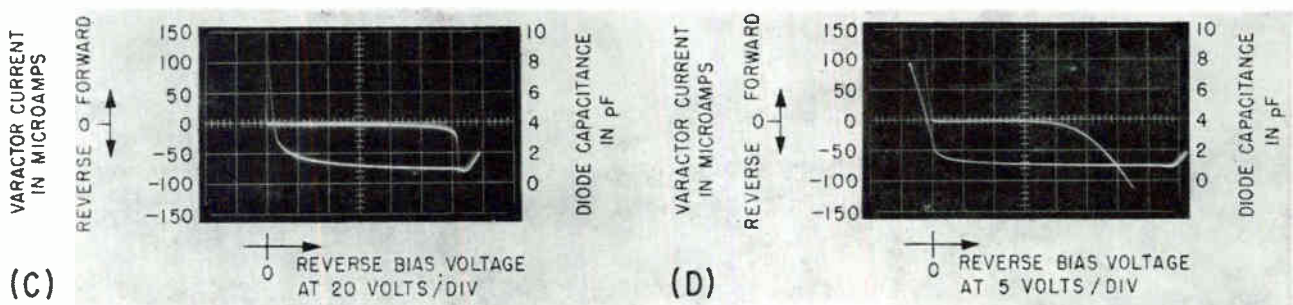 VARACTOR CURRENT
IN MICROAMPS
REVERSE O FORWARD
150
100
50
0
-50
-100
-150
10
8
6
4
2
0
DIODE CAPACITANCE
IN pF
0
REVERSE BIAS VOLTAGE
AT 20 VOLTS/DIV
(C)
VARACTOR CURRENT
IN MICROAMPS
REVERSE O FORWARD
150
100
50
0
-50
-100
-150
10
8
6
4
2
0
DIODE CAPACITANCE
IN pF
0
REVERSE BIAS VOLTAGE
AT 5 VOLTS/DIV
(D)